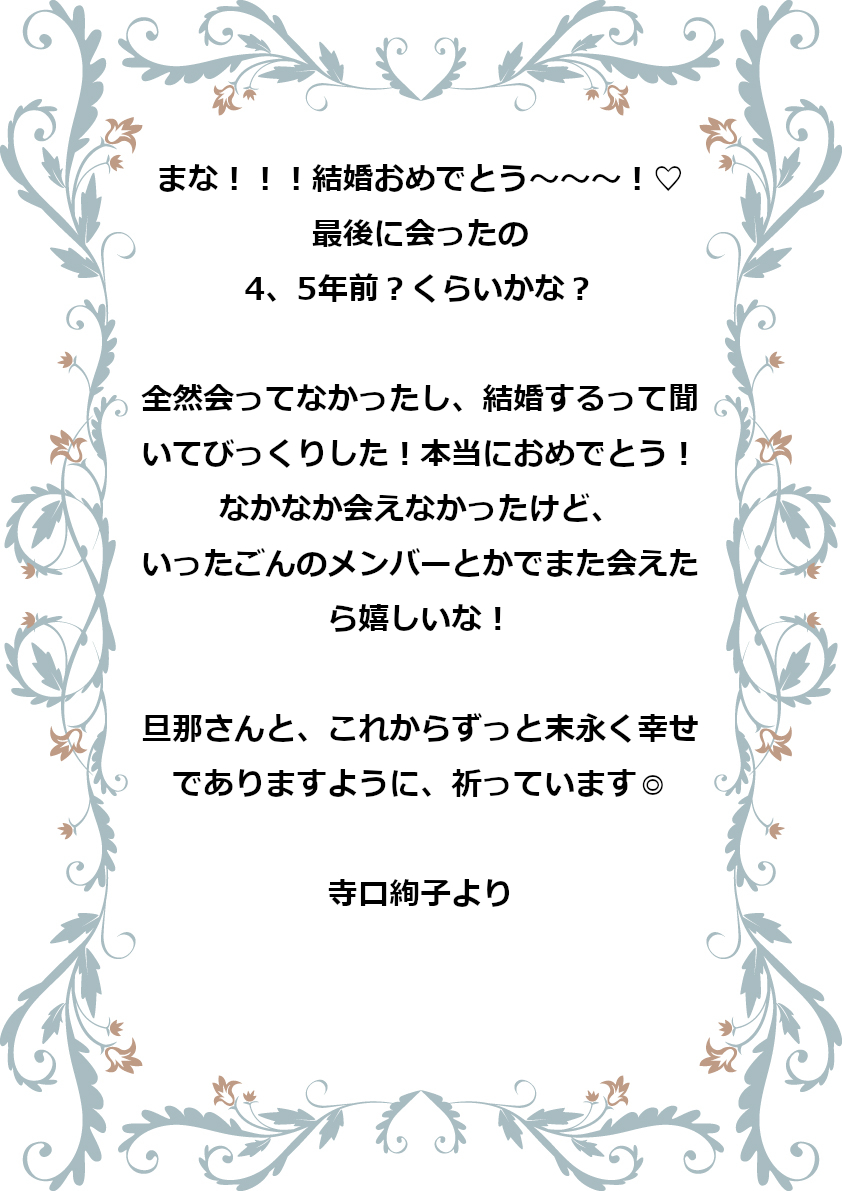 まな！！！結婚おめでとう～～～！♡
最後に会ったの
4、5年前？くらいかな？
全然会ってなかったし、結婚するって聞
いてびっくりした！本当におめでとう！
なかなか会えなかったけど、
いったごんのメンバーとかでまた会えた
ら嬉しいな！
旦那さんと、これからずっと末永く幸せ
でありますように、祈っています◎
寺口絢子より